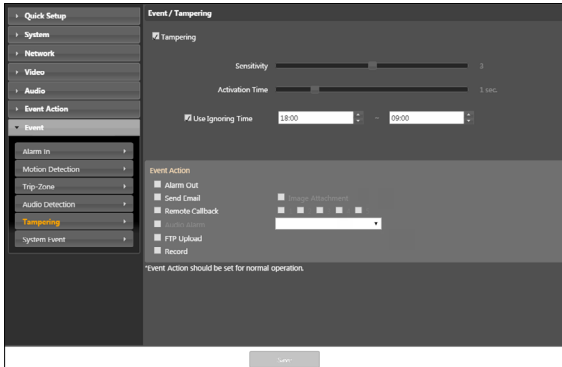 Quick Setup
System
Network
Video
Audio
Event Action
Event
Alarm In
Motion Detection
Trip-Zone
Audio Detection
Tampering
System Event
Event / Tampering
Tampering
Sensitivity 3
Activation Time 1 sec.
Use Ignoring Time 18:00 ~ 09:00
Event Action
Alarm Out
Send Email Image Attachment
Remote Callback
Audio Alarm
FTP Upload
Record
*Event Action should be set for normal operation.
Save